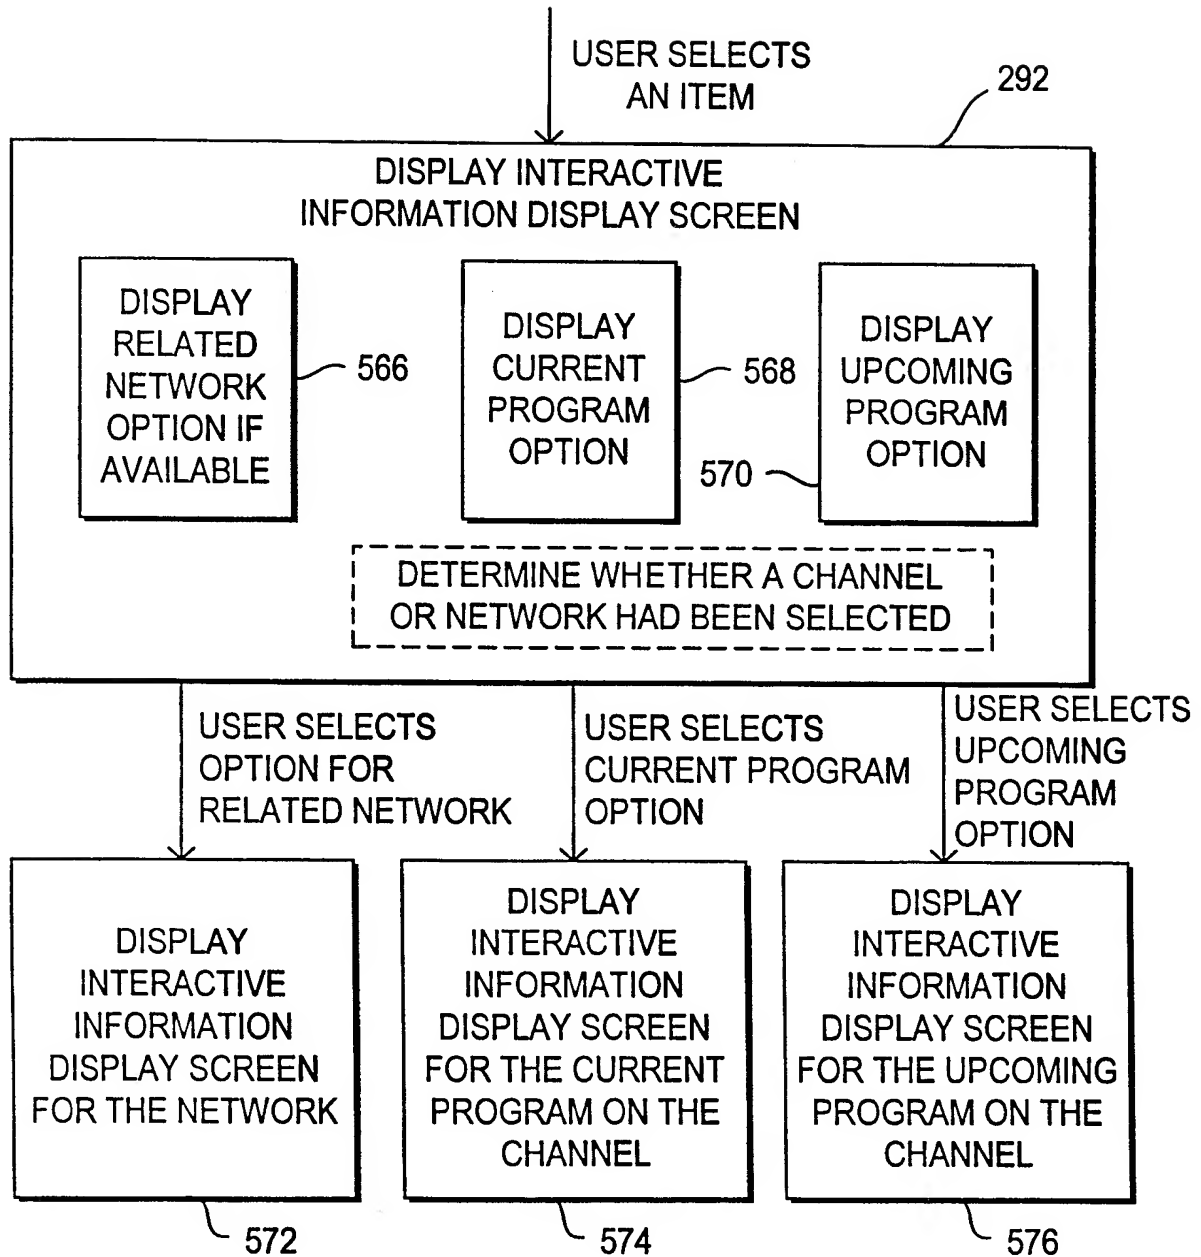 USER SELECTS
AN ITEM
292
DISPLAY INTERACTIVE
INFORMATION DISPLAY SCREEN
DISPLAY
RELATED
NETWORK
OPTION IF
AVAILABLE
566
DISPLAY
CURRENT
PROGRAM
OPTION
568
DISPLAY
UPCOMING
PROGRAM
OPTION
570
DETERMINE WHETHER A CHANNEL
OR NETWORK HAD BEEN SELECTED
USER SELECTS
OPTION FOR
RELATED NETWORK
USER SELECTS
CURRENT PROGRAM
OPTION
USER SELECTS
UPCOMING
PROGRAM
OPTION
DISPLAY
INTERACTIVE
INFORMATION
DISPLAY SCREEN
FOR THE NETWORK
572
DISPLAY
INTERACTIVE
INFORMATION
DISPLAY SCREEN
FOR THE CURRENT
PROGRAM ON THE
CHANNEL
574
DISPLAY
INTERACTIVE
INFORMATION
DISPLAY SCREEN
FOR THE UPCOMING
PROGRAM ON THE
CHANNEL
576